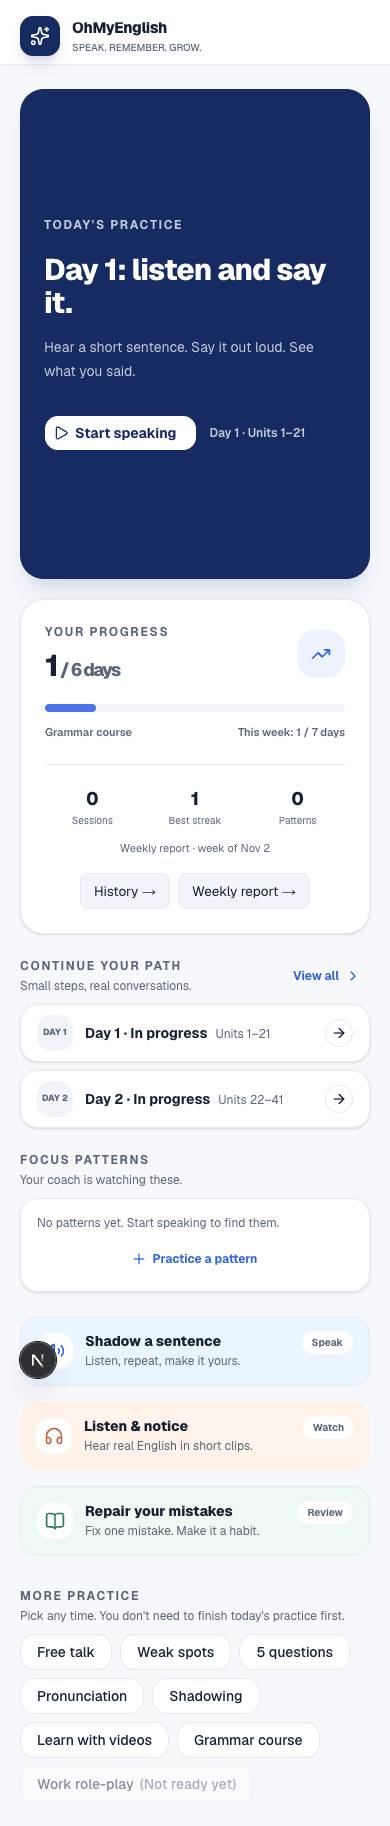 OhMyEnglish
SPEAK. REMEMBER. GROW.
TODAY'S PRACTICE
Day 1: listen and say
it.
Hear a short sentence. Say it out loud. See
what you said.
Start speaking
Day 1 · Units 1–21
YOUR PROGRESS
1 / 6 days
Grammar course
This week: 1 / 7 days
0
Sessions
1
Best streak
0
Patterns
Weekly report · week of Nov 2
History →
Weekly report →
CONTINUE YOUR PATH
Small steps, real conversations.
View all
DAY 1
Day 1 · In progress Units 1–21
DAY 2
Day 2 · In progress Units 22–41
FOCUS PATTERNS
Your coach is watching these.
No patterns yet. Start speaking to find them.
Practice a pattern
N
Shadow a sentence
Listen, repeat, make it yours.
Speak
Listen & notice
Hear real English in short clips.
Watch
Repair your mistakes
Fix one mistake. Make it a habit.
Review
MORE PRACTICE
Pick any time. You don't need to finish today's practice first.
Free talk
Weak spots
5 questions
Pronunciation
Shadowing
Learn with videos
Grammar course
Work role-play (Not ready yet)